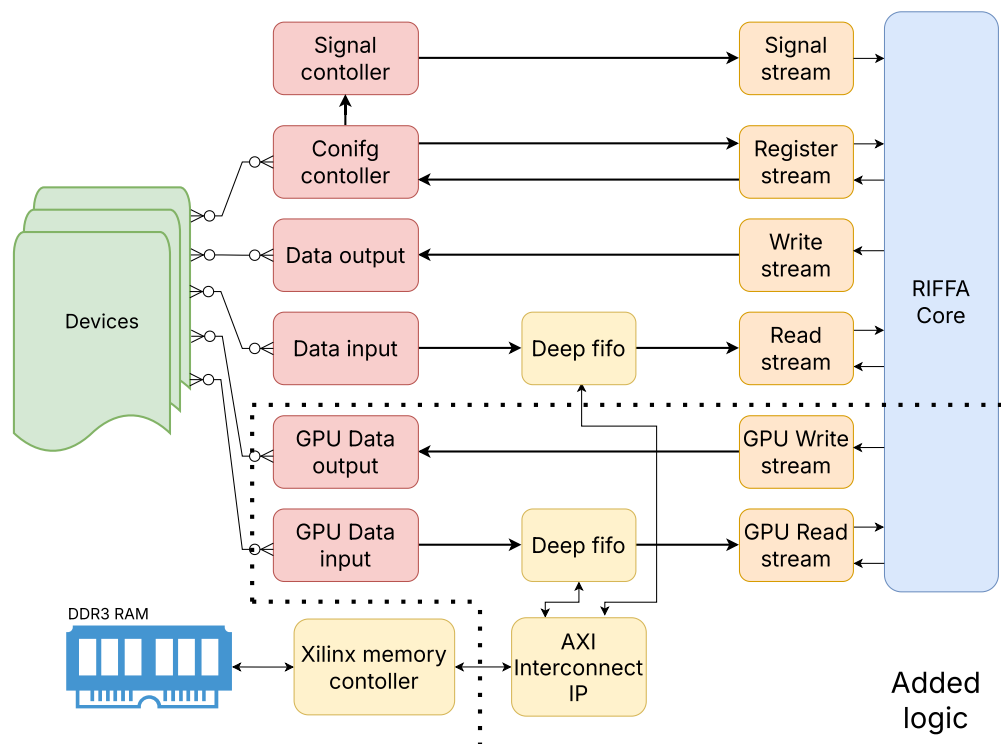 Signal
contoller
Signal
stream
Conifg
contoller
Register
stream
Data output
Write
stream
RIFFA
Core
Devices
Data input
Deep fifo
Read
stream
GPU Data
output
GPU Write
stream
GPU Data
input
Deep fifo
GPU Read
stream
DDR3 RAM
Xilinx memory
contoller
AXI
Interconnect
IP
Added
logic